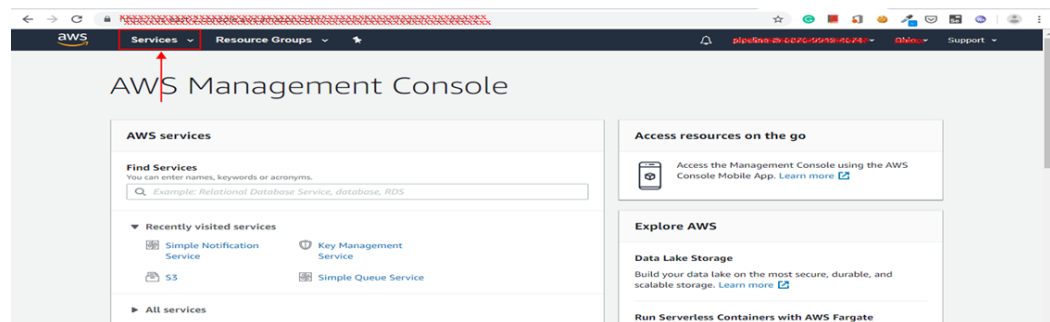 aws
Services
Resource Groups
Support
AWS Management Console
AWS services
Find Services
You can enter names, keywords or acronyms.
Example: Relational Database Service, database, RDS
Recently visited services
Simple Notification
Service
Key Management
Service
S3
Simple Queue Service
All services
Access resources on the go
Access the Management Console using the AWS
Console Mobile App. Learn more
Explore AWS
Data Lake Storage
Build your data lake on the most secure, durable, and
scalable storage. Learn more
Run Serverless Containers with AWS Fargate